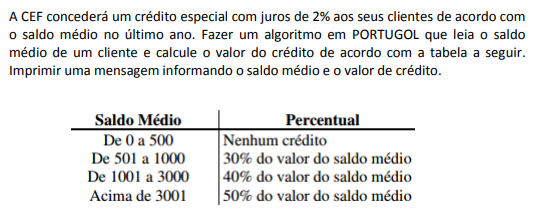 A CEF concederá um crédito especial com juros de 2% aos seus clientes de acordo com
o saldo médio no último ano. Fazer um algoritmo em PORTUGOL que leia o saldo
médio de um cliente e calcule o valor do crédito de acordo com a tabela a seguir.
Imprimir uma mensagem informando o saldo médio e o valor de crédito.
Saldo Médio Percentual
De 0 a 500 Nenhum crédito
De 501 a 1000 30% do valor do saldo médio
De 1001 a 3000 40% do valor do saldo médio
Acima de 3001 50% do valor do saldo médio